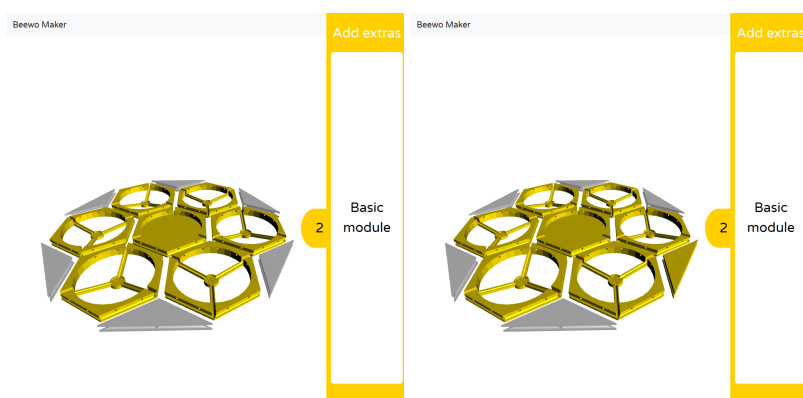 Beewo Maker
Add extras
2
Basic
module
Beewo Maker
Add extras
2
Basic
module